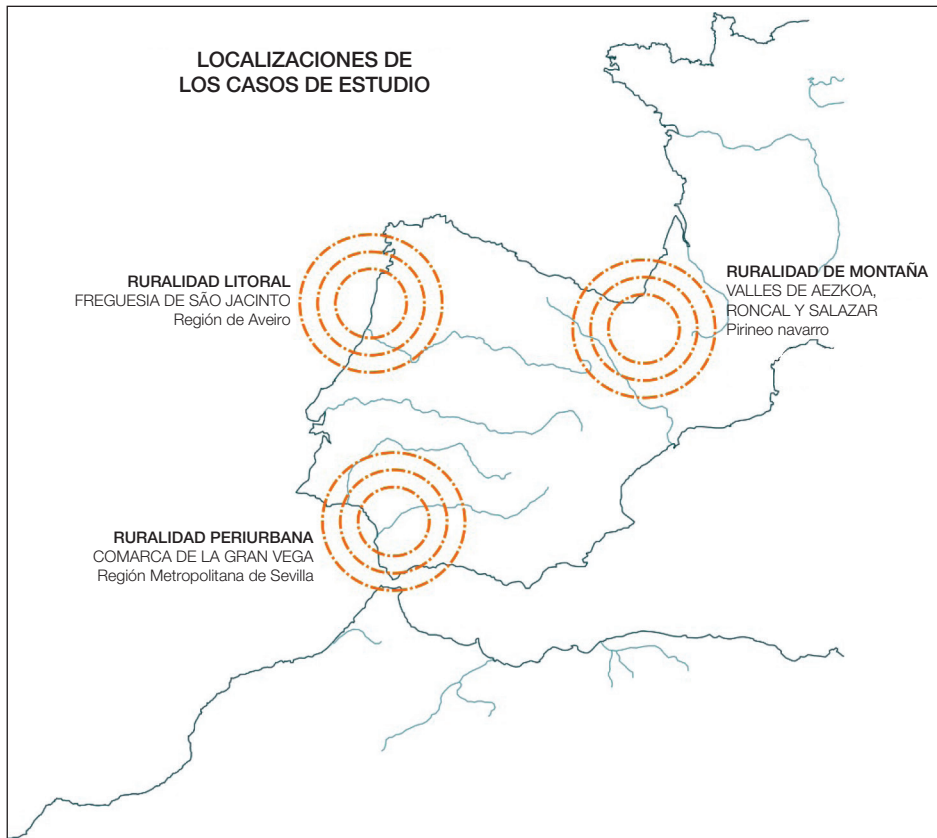 LOCALIZACIONES DE
LOS CASOS DE ESTUDIO
RURALIDAD LITORAL
FREGUESIA DE SÃO JACINTO
Región de Aveiro
RURALIDAD DE MONTAÑA
VALLES DE AEZKOA,
RONCAL Y SALAZAR
Pirineo navarro
RURALIDAD PERIURBANA
COMARCA DE LA GRAN VEGA
Región Metropolitana de Sevilla